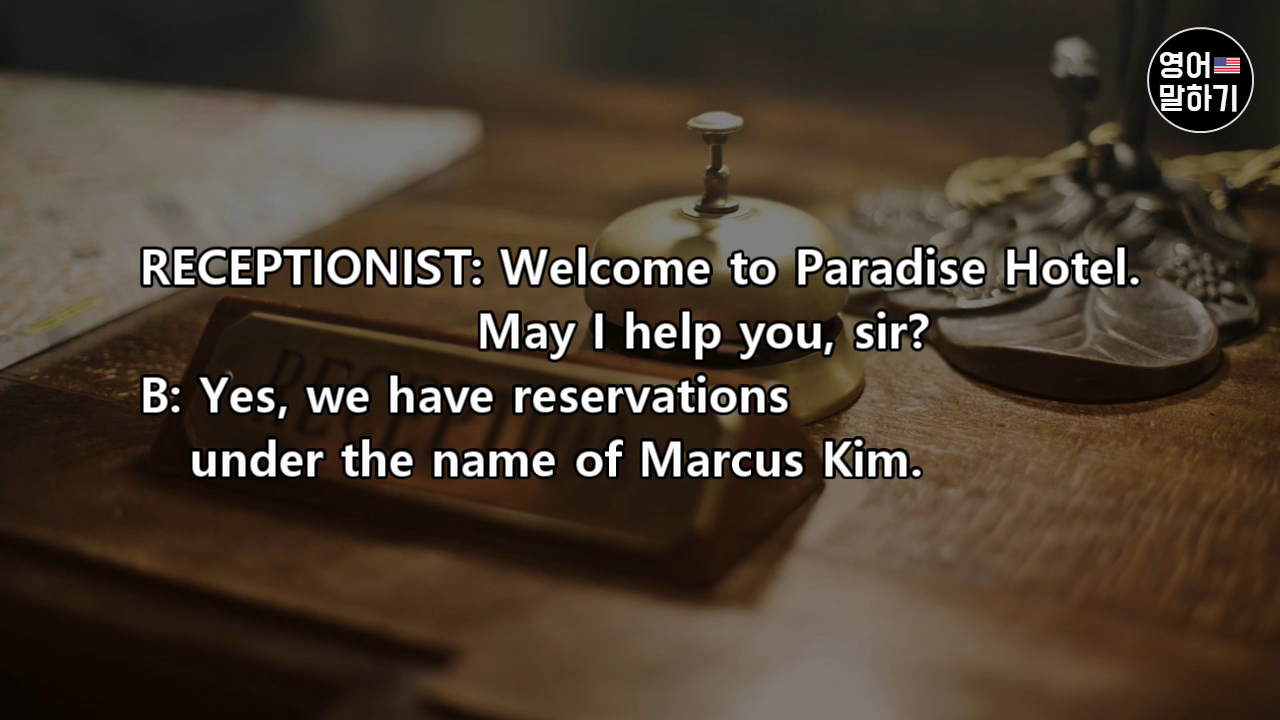 영어
말하기
RECEPTIONIST: Welcome to Paradise Hotel.
May I help you, sir?
B: Yes, we have reservations
under the name of Marcus Kim.
RECEPTION